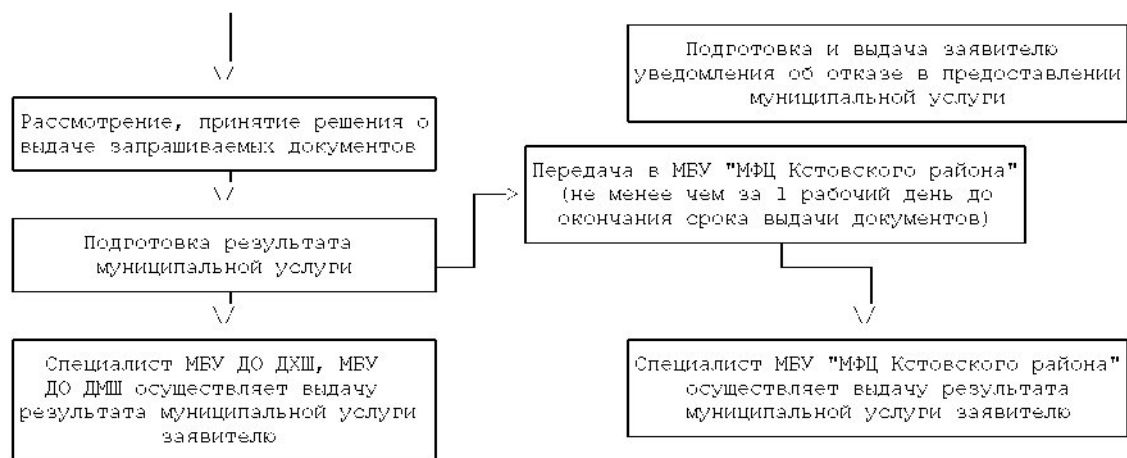 Подготовка и выдача заявителю
уведомления об отказе в предоставлении
муниципальной услуги
Рассмотрение, принятие решения о
выдаче запрашиваемых документов
Передача в МБУ "МФЦ Кстовского района"
(не менее чем за 1 рабочий день до
окончания срока выдачи документов)
Подготовка результата
муниципальной услуги
Специалист МБУ ДО ДХШ, МБУ
ДО ДМШ осуществляет выдачу
результата муниципальной услуги
заявителю
Специалист МБУ "МФЦ Кстовского района"
осуществляет выдачу результата
муниципальной услуги заявителю